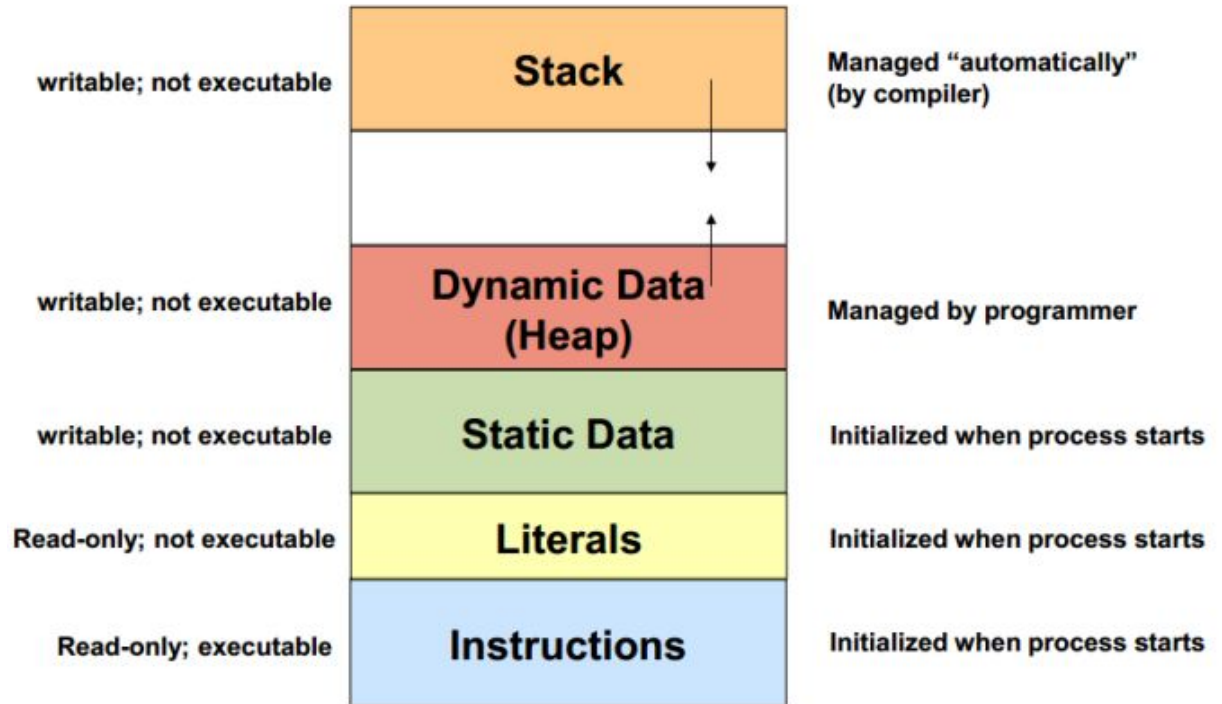 writable; not executable
Stack
Managed “automatically”
(by compiler)
writable; not executable
Dynamic Data
(Heap)
Managed by programmer
writable; not executable
Static Data
Initialized when process starts
Read-only; not executable
Literals
Initialized when process starts
Read-only; executable
Instructions
Initialized when process starts